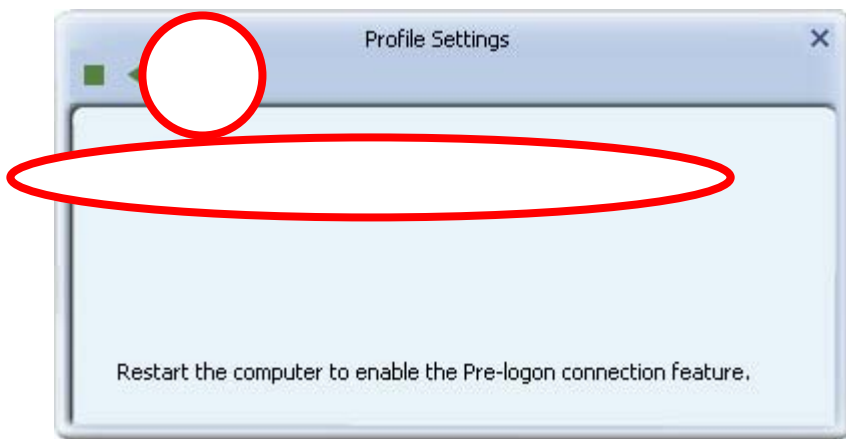 Profile Settings
Restart the computer to enable the Pre-logon connection feature.